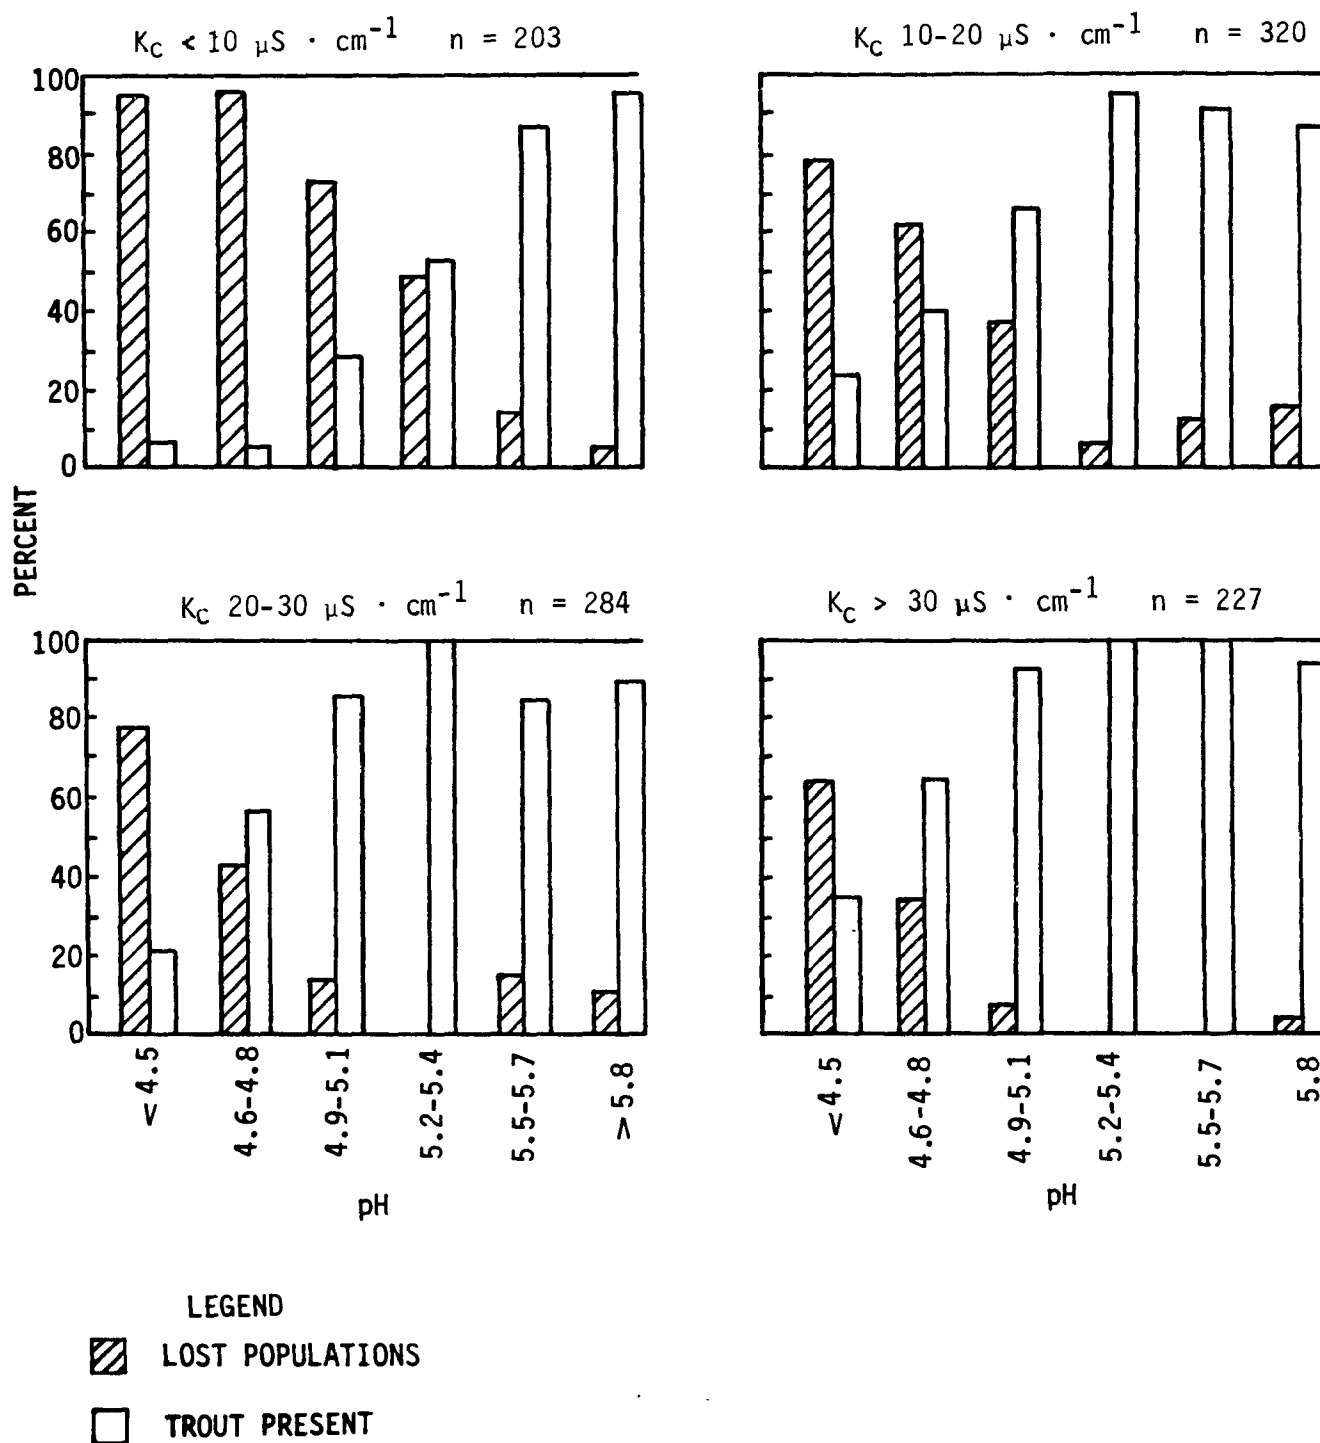 K_C < 10 μS · cm⁻¹ n = 203
K_C 10-20 μS · cm⁻¹ n = 320
100
80
60
40
20
0
PERCENT
K_C 20-30 μS · cm⁻¹ n = 284
K_C > 30 μS · cm⁻¹ n = 227
100
80
60
40
20
0
< 4.5
4.6-4.8
4.9-5.1
5.2-5.4
5.5-5.7
> 5.8
pH
< 4.5
4.6-4.8
4.9-5.1
5.2-5.4
5.5-5.7
5.8
pH
LEGEND
LOST POPULATIONS
TROUT PRESENT